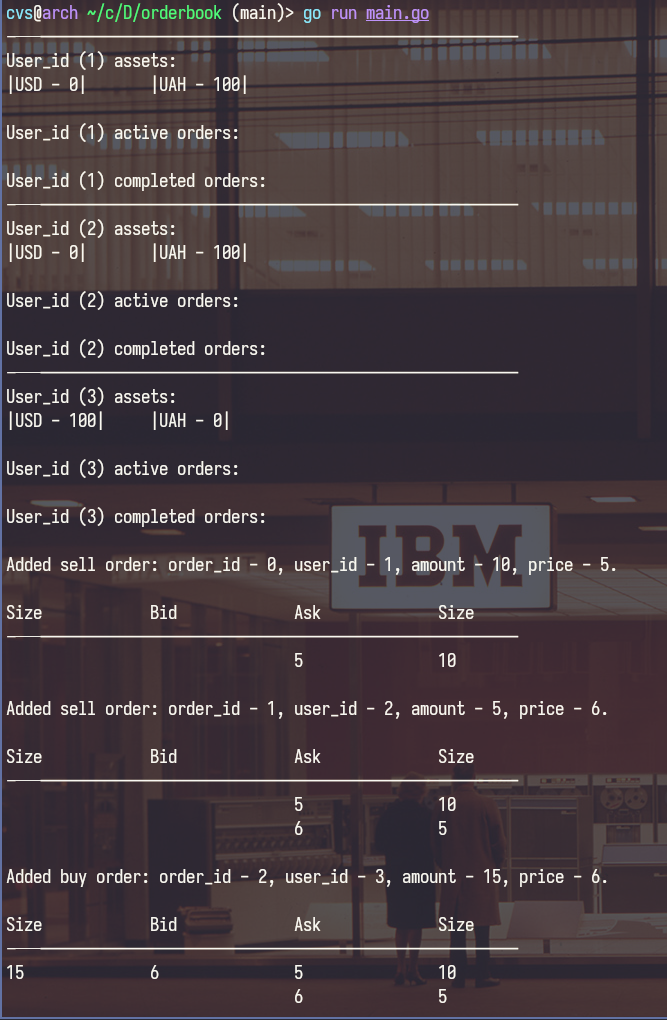 cvs@arch ~/c/D/orderbook (main)> go run main.go
User_id (1) assets:
|USD - 0| |UAH - 100|
User_id (1) active orders:
User_id (1) completed orders:
User_id (2) assets:
|USD - 0| |UAH - 100|
User_id (2) active orders:
User_id (2) completed orders:
User_id (3) assets:
|USD - 100| |UAH - 0|
User_id (3) active orders:
User_id (3) completed orders:
IBM
Added sell order: order_id - 0, user_id - 1, amount - 10, price - 5.
Size Bid Ask Size
5 10
Added sell order: order_id - 1, user_id - 2, amount - 5, price - 6.
Size Bid Ask Size
5 10
6 5
Added buy order: order_id - 2, user_id - 3, amount - 15, price - 6.
Size Bid Ask Size
15 6 5 10
6 5